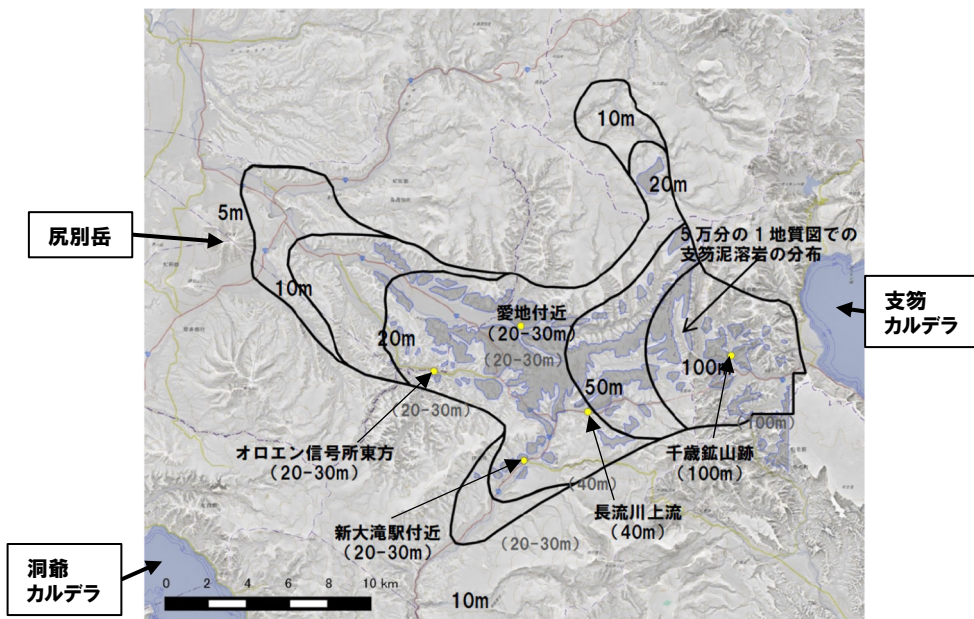 10m
20m
5万分の1地質図での
支笏泥溶岩の分布
5m
尻別岳
10m
支笏
カルデラ
愛地付近
(20-30m)
(20-30m)
20m
100m
50m
(20-30m)
(100m)
オロエン信号所東方
(20-30m)
千歳鉱山跡
(100m)
(40m)
長流川上流
(40m)
新大滝駅付近
(20-30m)
(20-30m)
洞爺
カルデラ
0 2 4 6 8 10 km
10m